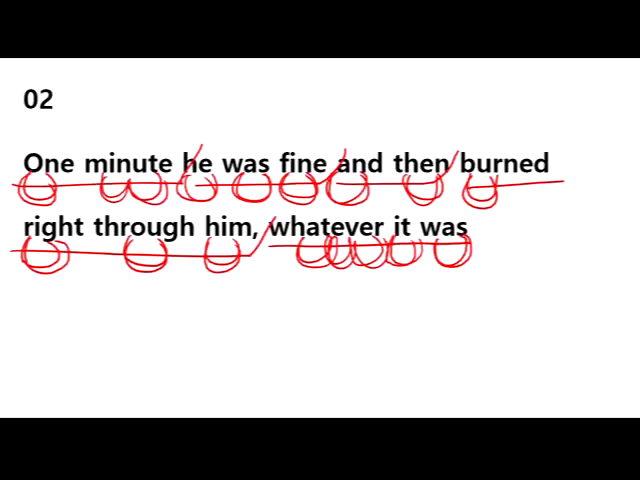 02
One minute he was fine and then burned
right through him, whatever it was